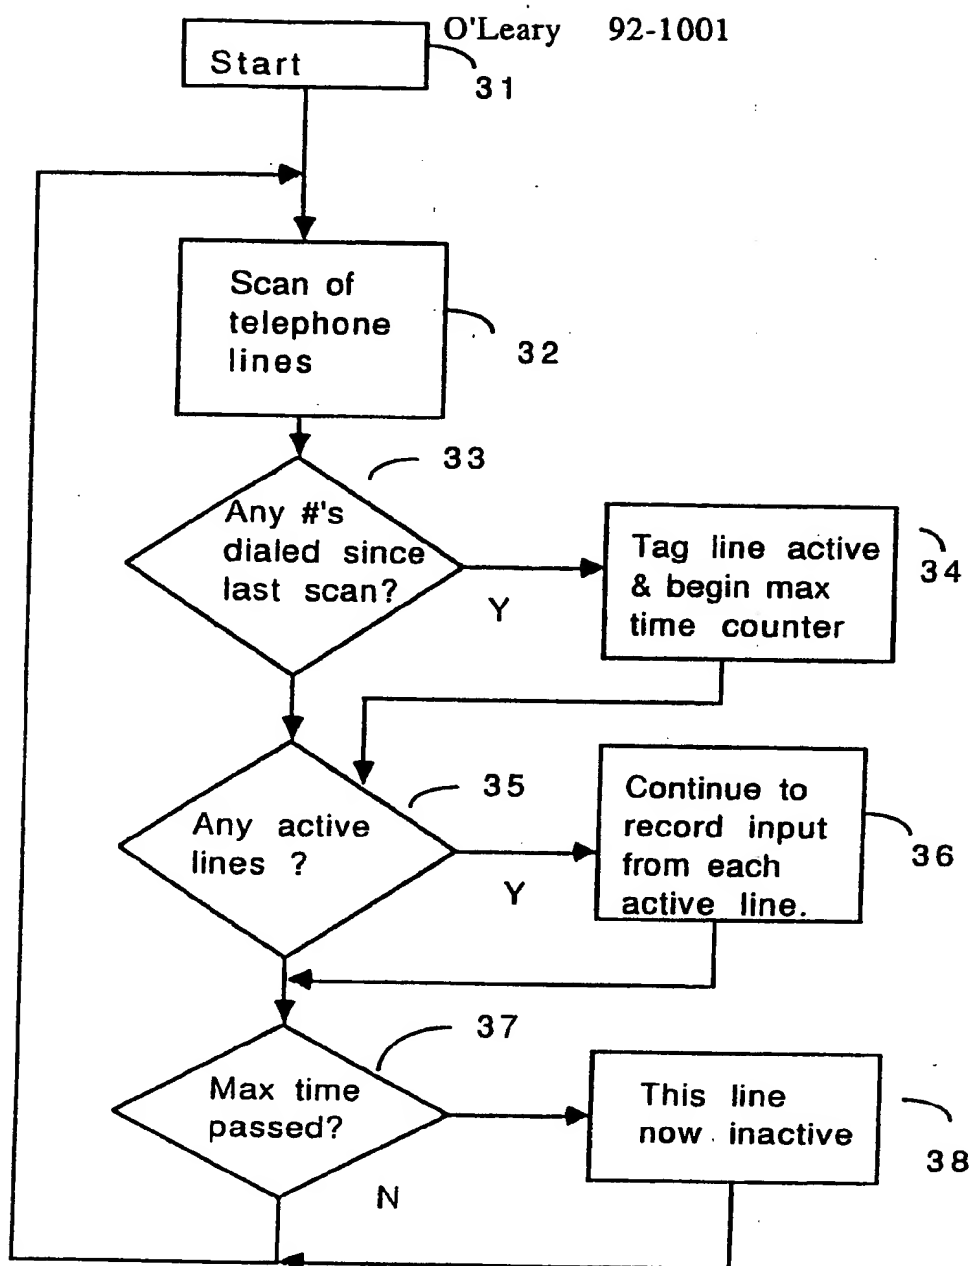 O'Leary 92-1001
Start
31
Scan of
telephone
lines
32
33
Any #'s
dialed since
last scan?
Y
Tag line active
& begin max
time counter
34
35
Any active
lines ?
Y
Continue to
record input
from each
active line.
36
37
Max time
passed?
N
This line
now inactive
38